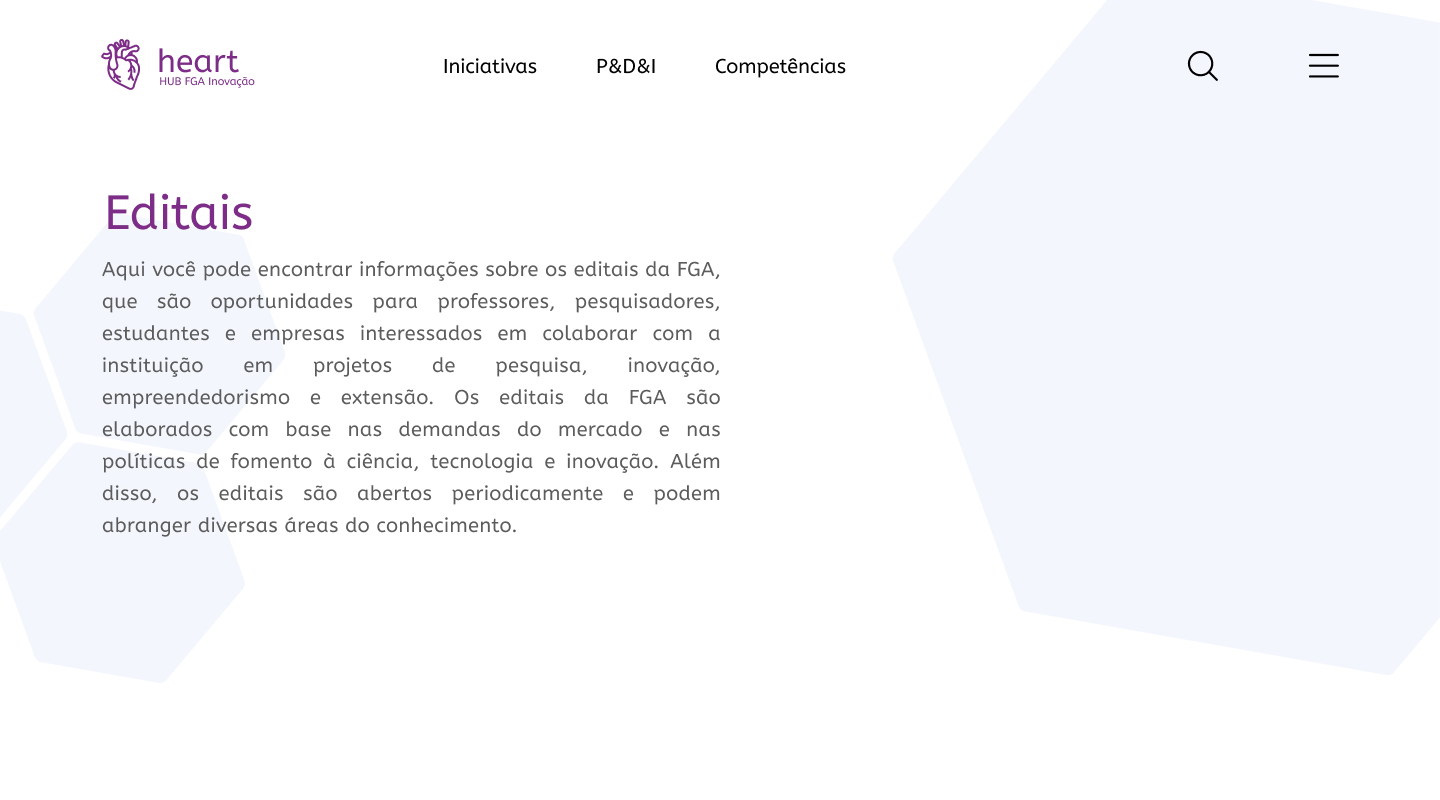 heart
HUB FGA Inovação
Iniciativas
P&D&I
Competências
Editais
Aqui você pode encontrar informações sobre os editais da FGA,
que são oportunidades para professores, pesquisadores,
estudantes e empresas interessados em colaborar com a
instituição em projetos de pesquisa, inovação,
empreendedorismo e extensão. Os editais da FGA são
elaborados com base nas demandas do mercado e nas
políticas de fomento à ciência, tecnologia e inovação. Além
disso, os editais são abertos periodicamente e podem
abranger diversas áreas do conhecimento.